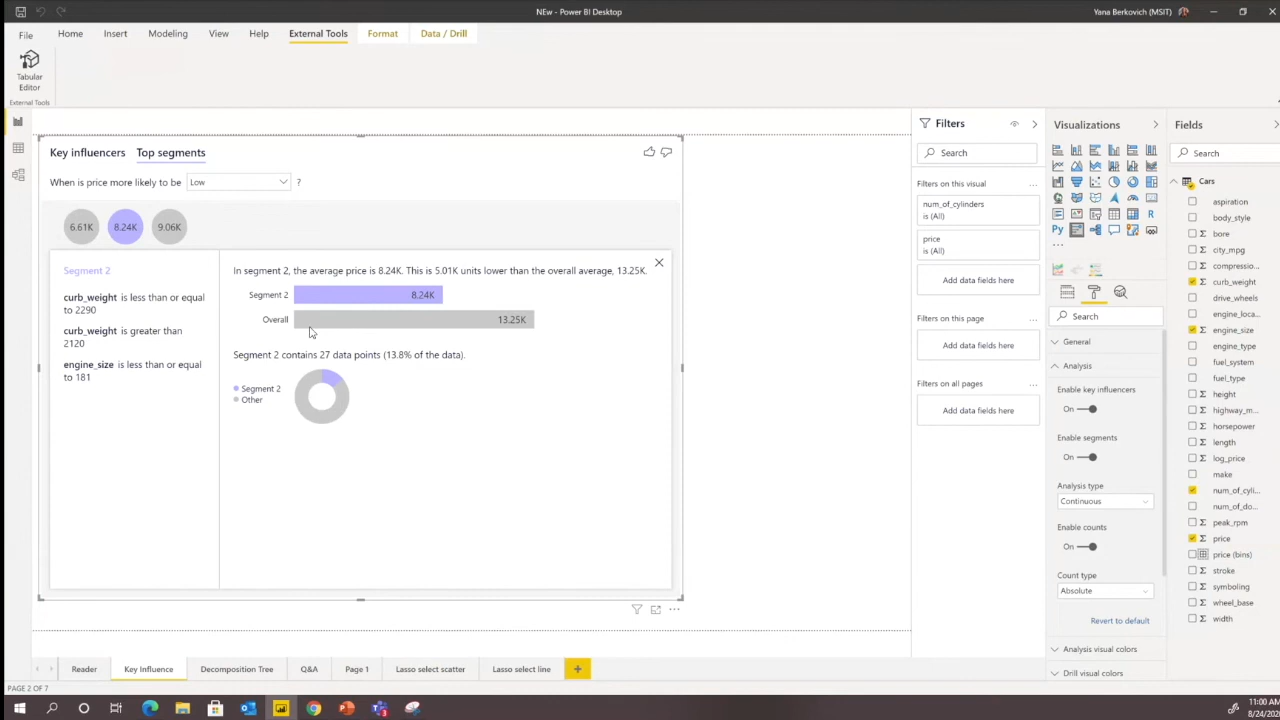 NEw - Power BI Desktop
Yana Berkovich (MSIT)
File
Home
Insert
Modeling
View
Help
External Tools
Format
Data / Drill
Tabular
Editor
External Tools
Key influencers
Top segments
When is price more likely to be
Low
?
6.61K
8.24K
9.06K
Segment 2
curb_weight is less than or equal
to 2290
curb_weight is greater than
2120
engine_size is less than or equal
to 181
In segment 2, the average price is 8.24K. This is 5.01K units lower than the overall average, 13.25K.
Segment 2
8.24K
Overall
13.25K
Segment 2 contains 27 data points (13.8% of the data).
Segment 2
Other
Filters
Search
Filters on this visual
...
num_of_cylinders
is (All)
price
is (All)
Add data fields here
Filters on this page
...
Add data fields here
Filters on all pages
...
Add data fields here
Visualizations
R
Py
...
Search
General
Analysis
Enable key influencers
On
Enable segments
On
Analysis type
Continuous
Enable counts
On
Count type
Absolute
Revert to default
Analysis visual colors
Drill visual colors
Fields
Search
Cars
aspiration
body_style
bore
city_mpg
compressio...
curb_weight
drive_wheels
engine_loca...
engine_size
engine_type
fuel_system
fuel_type
height
highway_m...
horsepower
length
log_price
make
num_of_cyli...
num_of_do...
peak_rpm
price
price (bins)
stroke
symboling
wheel_base
width
Reader
Key Influence
Decomposition Tree
Q&A
Page 1
Lasso select scatter
Lasso select line
+
PAGE 2 OF 7
11:00 AM